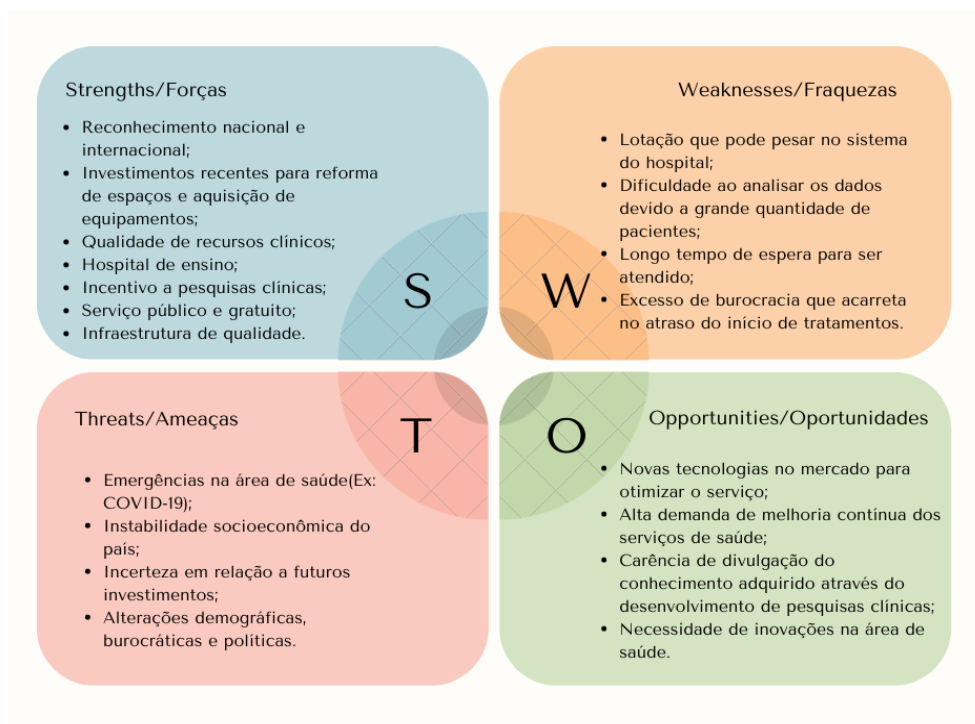 Strengths/Forças
• Reconhecimento nacional e
internacional;
• Investimentos recentes para reforma
de espaços e aquisição de
equipamentos;
• Qualidade de recursos clínicos;
• Hospital de ensino;
• Incentivo a pesquisas clínicas;
• Serviço público e gratuito;
• Infraestrutura de qualidade.
S
Weaknesses/Fraquezas
• Lotação que pode pesar no sistema
do hospital;
• Dificuldade ao analisar os dados
devido a grande quantidade de
pacientes;
• Longo tempo de espera para ser
atendido;
• Excesso de burocracia que acarreta
no atraso do início de tratamentos.
W
Threats/Ameaças
• Emergências na área de saúde(Ex:
COVID-19);
• Instabilidade socioeconômica do
país;
• Incerteza em relação a futuros
investimentos;
• Alterações demográficas,
burocráticas e políticas.
T
Opportunities/Oportunidades
• Novas tecnologias no mercado para
otimizar o serviço;
• Alta demanda de melhoria contínua dos
serviços de saúde;
• Carência de divulgação do
conhecimento adquirido através do
desenvolvimento de pesquisas clínicas;
• Necessidade de inovações na área de
saúde.
O